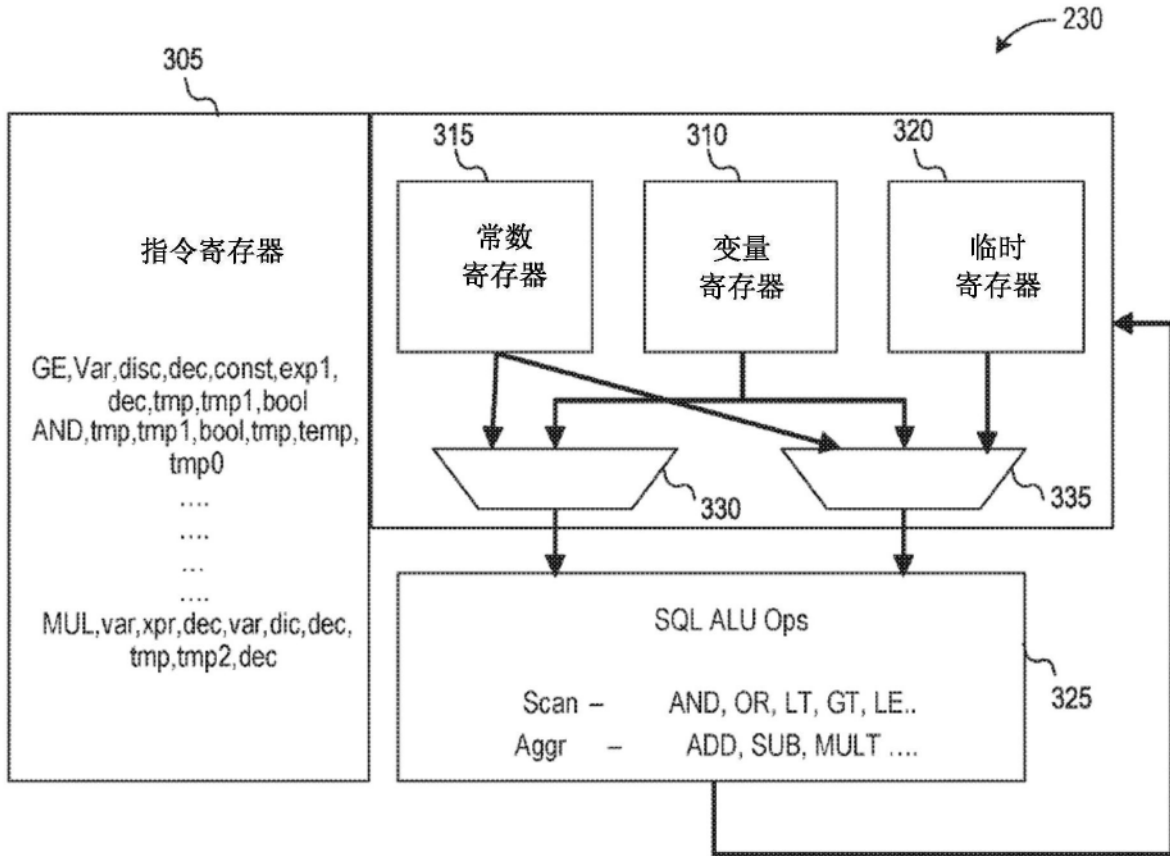 230
305
315
310
320
指令寄存器
常数
寄存器
变量
寄存器
临时
寄存器
GE,Var,disc,dec,const,exp1,
dec,tmp,tmp1,bool
AND,tmp,tmp1,bool,tmp,temp,
tmp0
....
....
...
....
MUL,var,xpr,dec,var,dic,dec,
tmp,tmp2,dec
330
335
SQL ALU Ops
Scan – AND, OR, LT, GT, LE..
Aggr – ADD, SUB, MULT ....
325